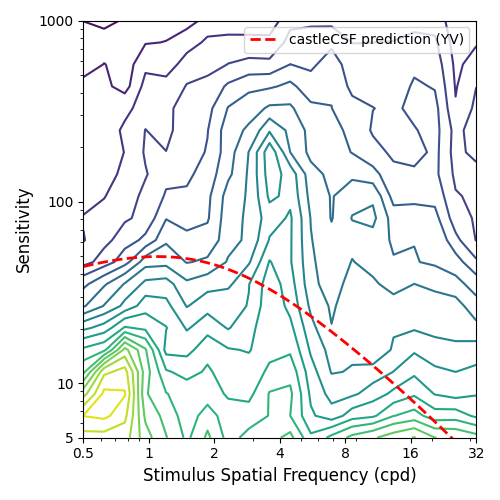 1000
castleCSF prediction (YV)
100
Sensitivity
10
5
0.5 1 2 4 8 16 32
Stimulus Spatial Frequency (cpd)